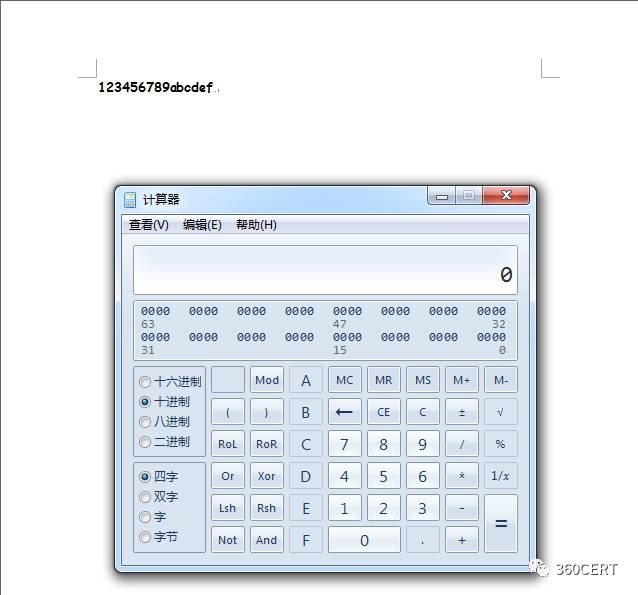 123456789abcdef
计算器
查看(V) 编辑(E) 帮助(H)
0
0000 0000 0000 0000 0000 0000 0000 0000
63 47 32
0000 0000 0000 0000 0000 0000 0000 0000
31 15 0
十六进制 Mod A MC MR MS M+ M-
十进制 ( ) B ← CE C ± √
八进制
二进制 RoL RoR C 7 8 9 / %
四字 Or Xor D 4 5 6 * 1/x
双字 Lsh Rsh E 1 2 3 - =
字
字节 Not And F 0 . +
360CERT